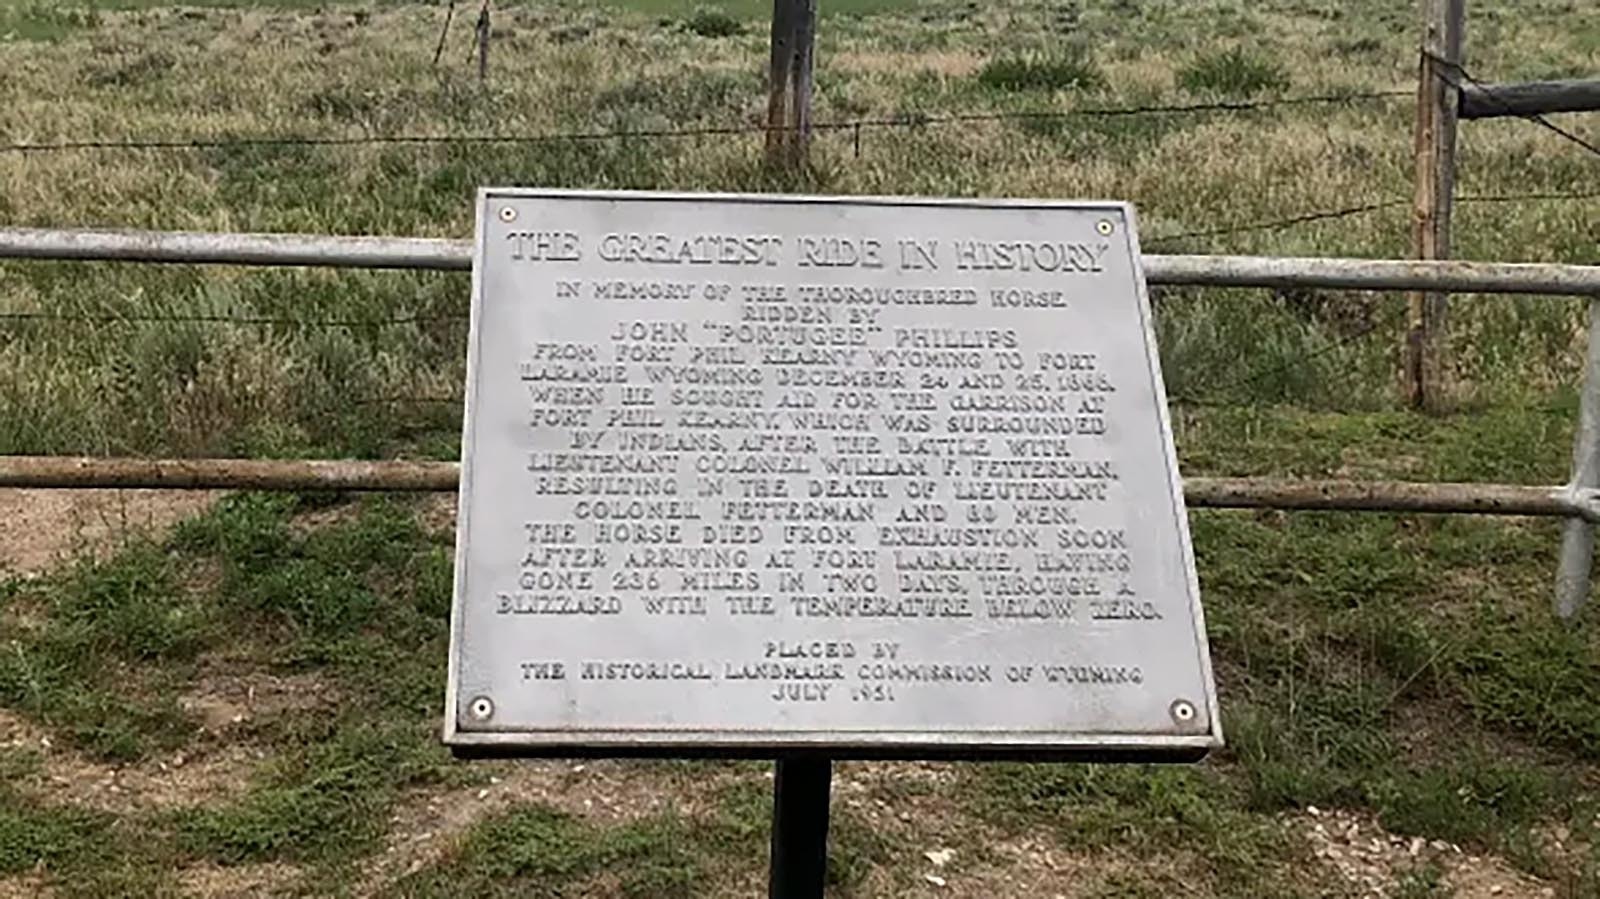 THE GREATEST RIDE IN HISTORY
IN MEMORY OF THE THOROUGHBRED HORSE
RIDDEN BY
JOHN "PORTUGEE" PHILLIPS
FROM FORT PHIL KEARNY WYOMING TO FORT
LARAMIE WYOMING DECEMBER 24 AND 25, 1866,
WHEN HE SOUGHT AID FOR THE GARRISON AT
FORT PHIL KEARNY, WHICH WAS SURROUNDED
BY INDIANS, AFTER THE BATTLE WITH
LIEUTENANT COLONEL WILLIAM F. FETTERMAN,
RESULTING IN THE DEATH OF LIEUTENANT
COLONEL FETTERMAN AND 80 MEN.
THE HORSE DIED FROM EXHAUSTION SOON
AFTER ARRIVING AT FORT LARAMIE, HAVING
GONE 236 MILES IN TWO DAYS, THROUGH A
BLIZZARD WITH THE TEMPERATURE BELOW ZERO.
PLACED BY
THE HISTORICAL LANDMARK COMMISSION OF WYOMING
JULY 1951